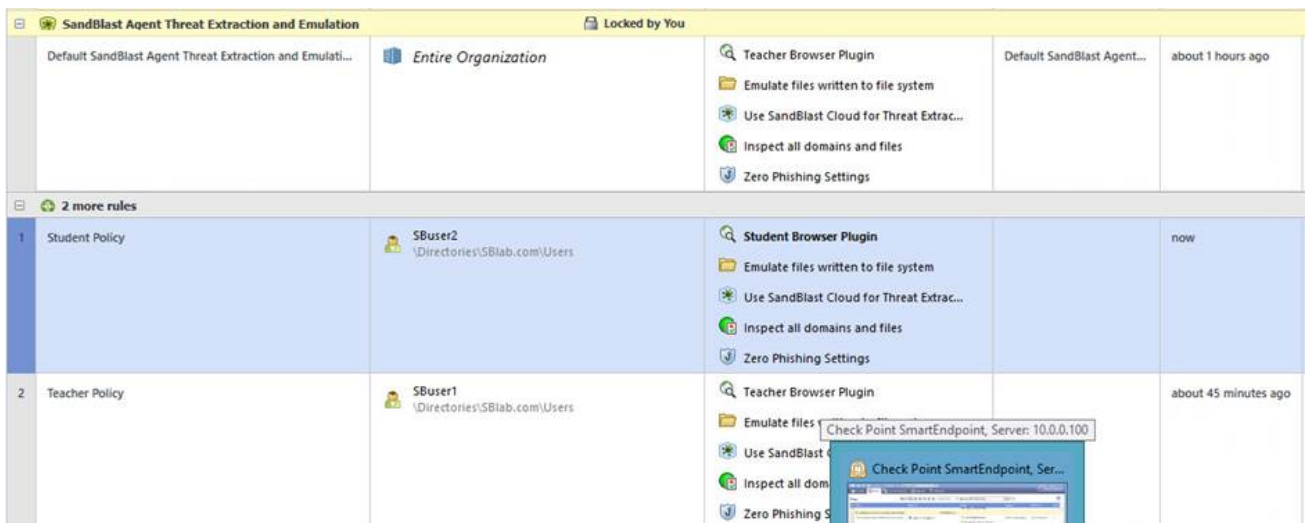 SandBlast Agent Threat Extraction and Emulation Locked by You
Default SandBlast Agent Threat Extraction and Emulati... Entire Organization Teacher Browser Plugin Default SandBlast Agent... about 1 hours ago
Emulate files written to file system
Use SandBlast Cloud for Threat Extrac...
Inspect all domains and files
Zero Phishing Settings
2 more rules
1 Student Policy SBuser2 Student Browser Plugin now
\Directories\SBlab.com\Users
Emulate files written to file system
Use SandBlast Cloud for Threat Extrac...
Inspect all domains and files
Zero Phishing Settings
2 Teacher Policy SBuser1 Teacher Browser Plugin about 45 minutes ago
\Directories\SBlab.com\Users
Emulate files
Check Point SmartEndpoint, Server: 10.0.0.100
Use SandBlast
Check Point SmartEndpoint, Ser...
Inspect all dom
Zero Phishing S